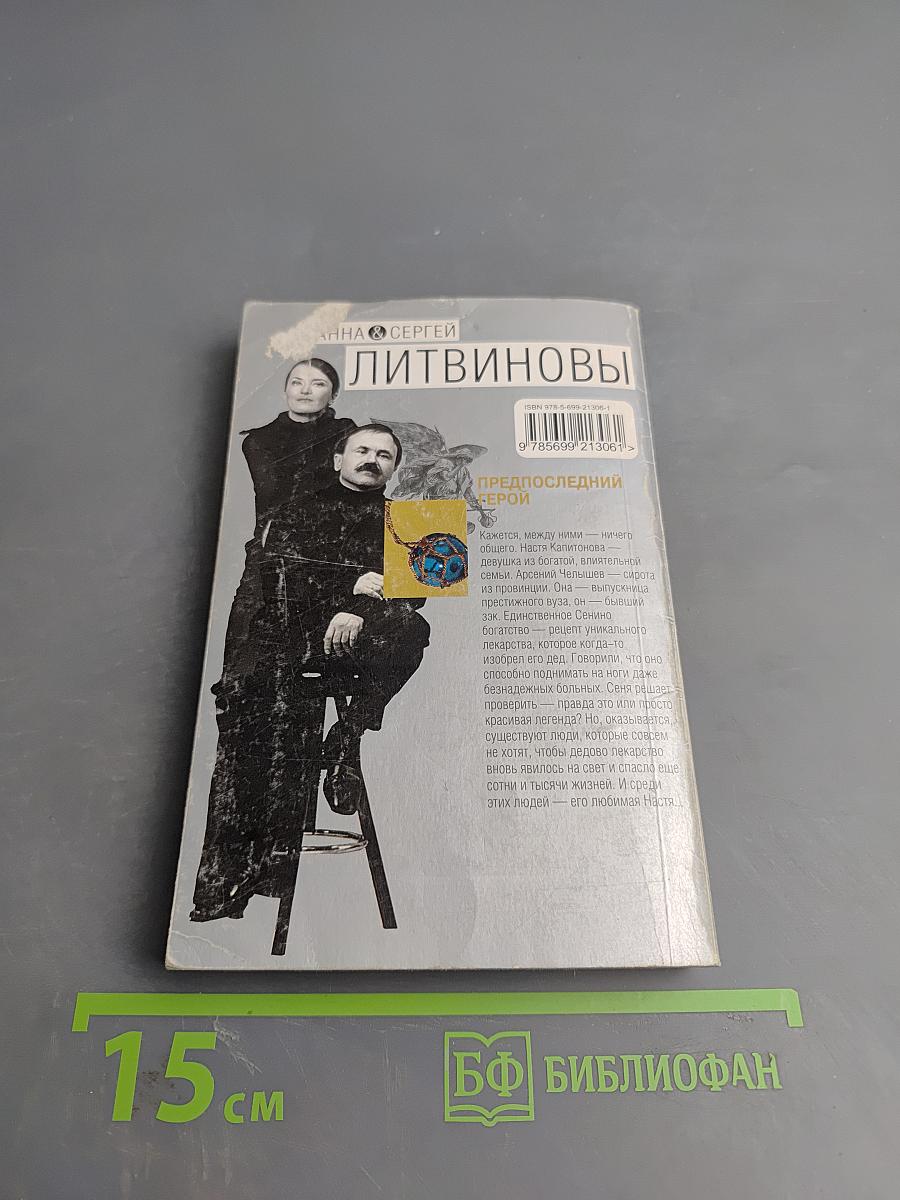 АННА & СЕРГЕЙ
ЛИТВИНОВЫ
ISBN 978-5-699-21306-1
9 785699 213061 >
ПРЕДПОСЛЕДНИЙ
ГЕРОЙ
Кажется, между ними — ничего
общего. Настя Капитонова —
девушка из богатой, влиятельной
семьи. Арсений Челышев — сирота
из провинции. Она — выпускница
престижного вуза, он — бывший
зэк. Единственное Сенино
богатство — рецепт уникального
лекарства, которое когда-то
изобрел его дед. Говорили, что оно
способно поднимать на ноги даже
безнадежных больных. Сеня решает
проверить — правда это или просто
красивая легенда? Но, оказывается,
существуют люди, которые совсем
не хотят, чтобы дедово лекарство
вновь явилось на свет и спасло еще
сотни и тысячи жизней. И среди
этих людей — его любимая Настя...
15 см
БФ БИБЛИОФАН